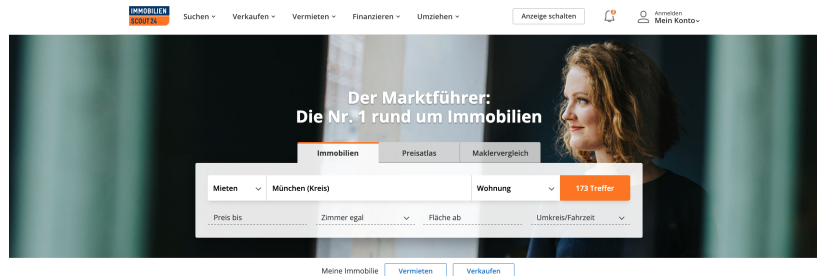 IMMOBILIEN
SCOUT24
Suchen Verkaufen Vermieten Finanzieren Umziehen Anzeige schalten Anmelden
Mein Konto
Der Marktführer:
Die Nr. 1 rund um Immobilien
Immobilien Preisatlas Maklervergleich
Mieten München (Kreis) Wohnung 173 Treffer
Preis bis Zimmer egal Fläche ab Umkreis/Fahrzeit
Meine Immobilie Vermieten Verkaufen